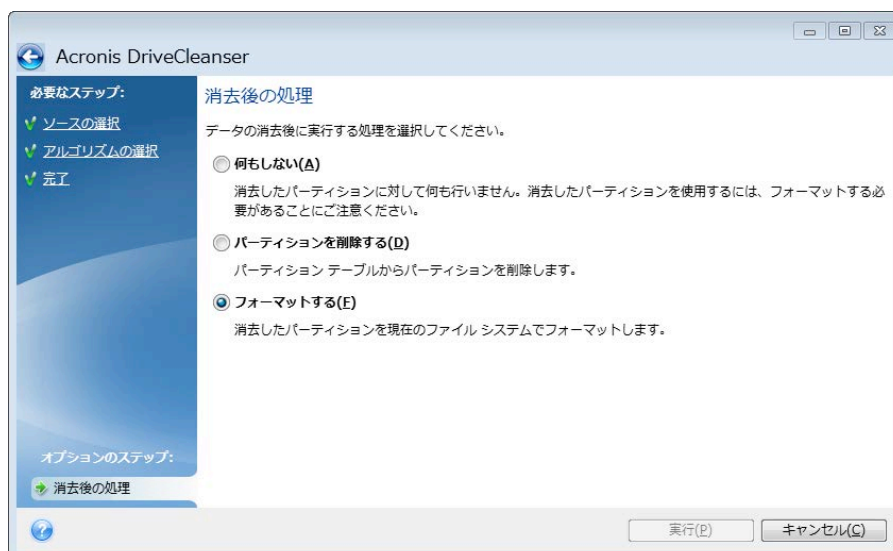 Acronis DriveCleanser
必要なステップ:
ソースの選択
アルゴリズムの選択
完了
オプションのステップ:
消去後の処理
消去後の処理
データの消去後に実行する処理を選択してください。
何もしない(A)
消去したパーティションに対して何も行いません。消去したパーティションを使用するには、フォーマットする必
要があることにご注意ください。
パーティションを削除する(D)
パーティション テーブルからパーティションを削除します。
フォーマットする(F)
消去したパーティションを現在のファイル システムでフォーマットします。
実行(P)
キャンセル(C)